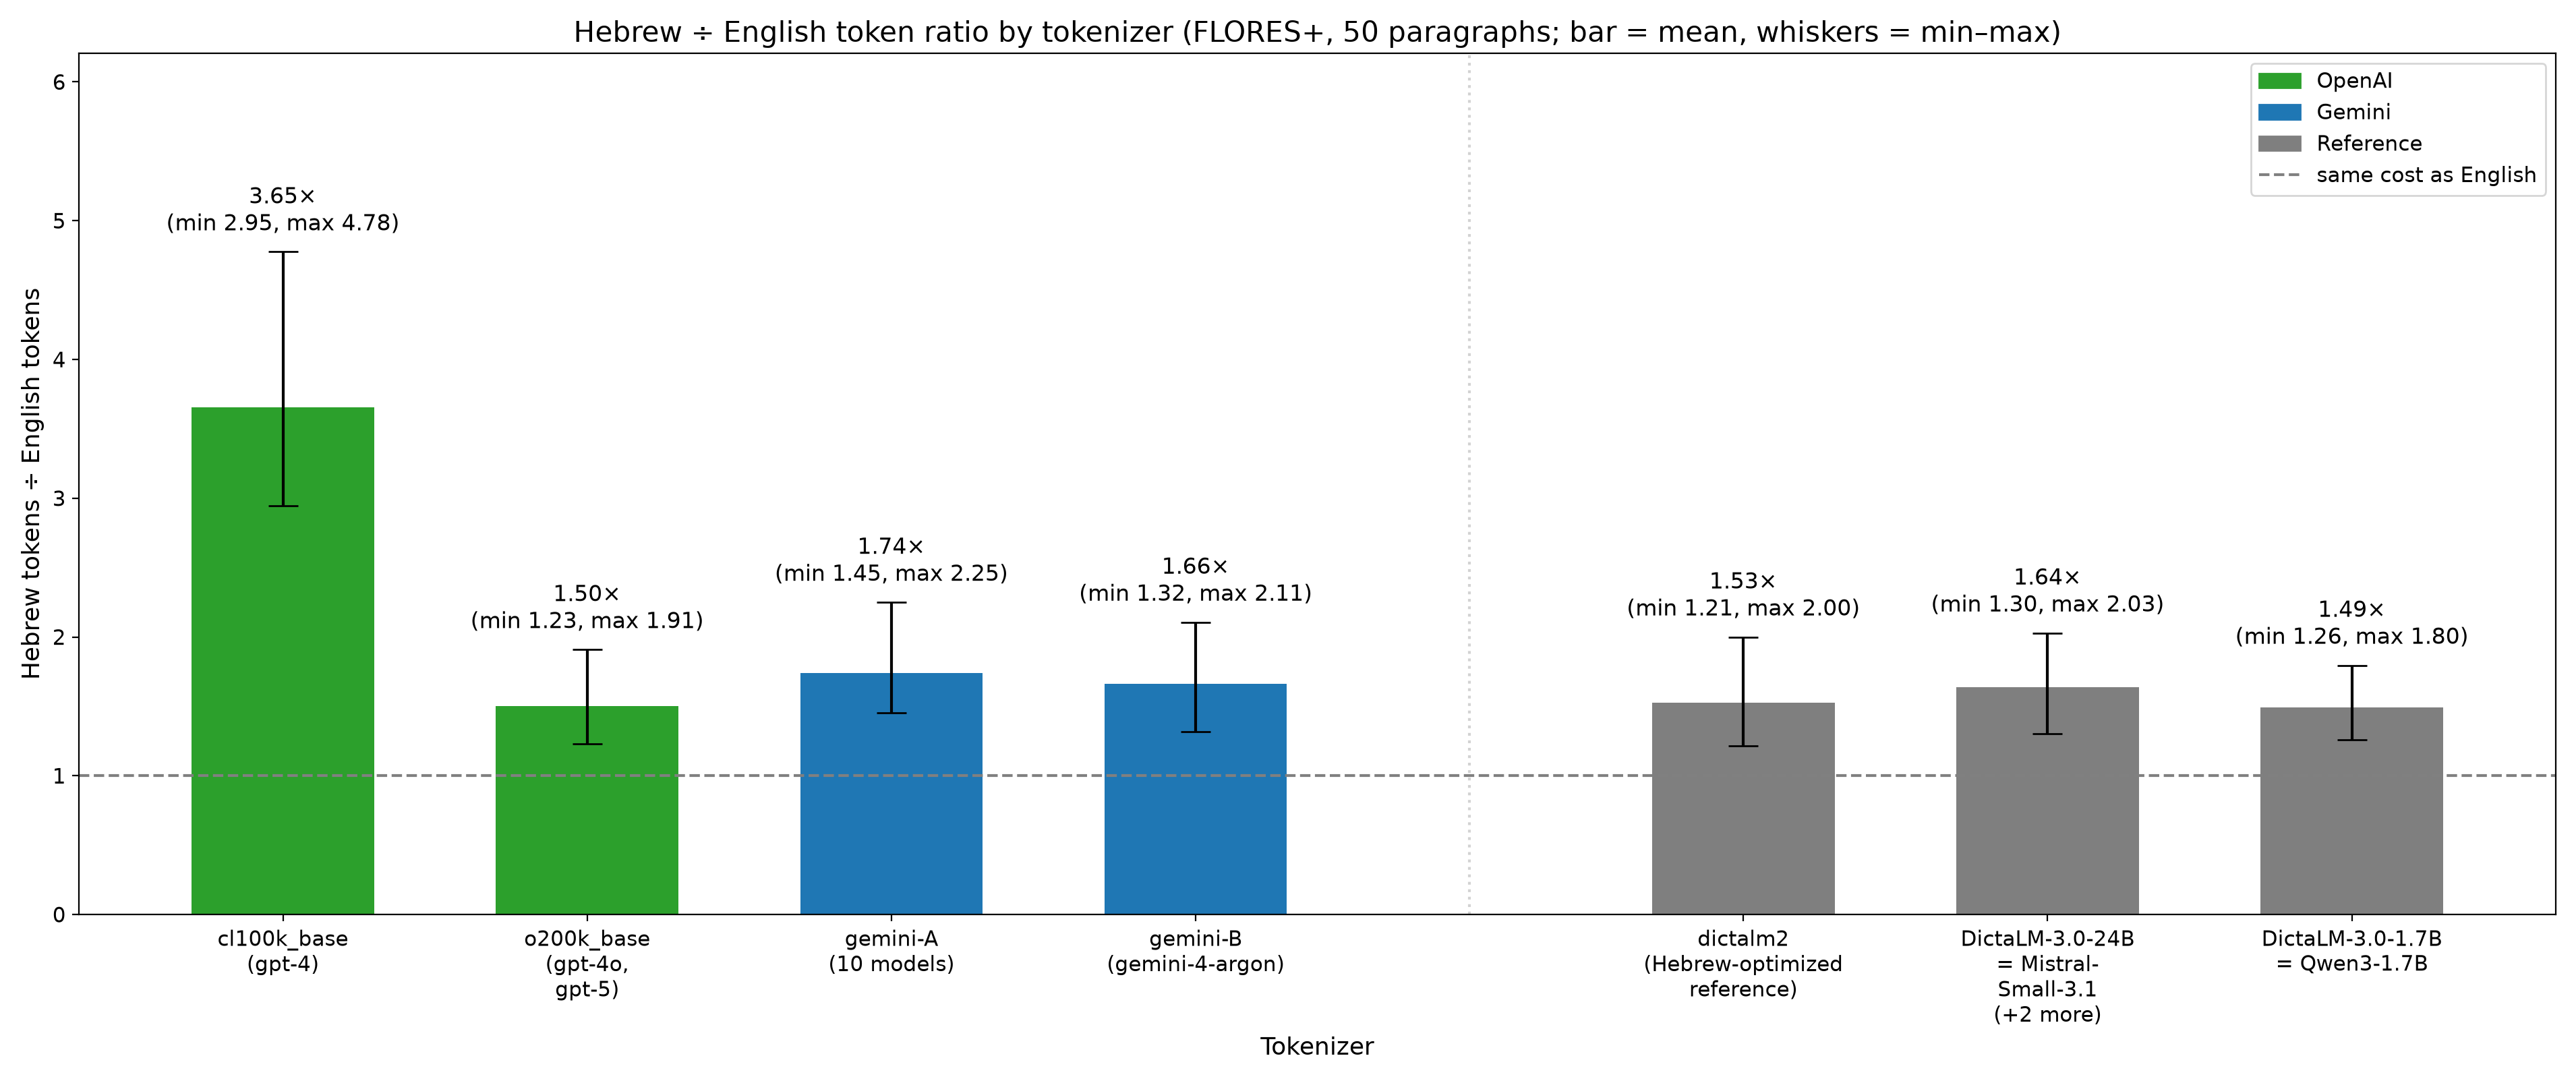 Hebrew ÷ English token ratio by tokenizer (FLORES+, 50 paragraphs; bar = mean, whiskers = min–max)
OpenAI
Gemini
Reference
same cost as English
Hebrew tokens ÷ English tokens
6
5
4
3
2
1
0
3.65×
(min 2.95, max 4.78)
1.50×
(min 1.23, max 1.91)
1.74×
(min 1.45, max 2.25)
1.66×
(min 1.32, max 2.11)
1.53×
(min 1.21, max 2.00)
1.64×
(min 1.30, max 2.03)
1.49×
(min 1.26, max 1.80)
cl100k_base
(gpt-4)
o200k_base
(gpt-4o,
gpt-5)
gemini-A
(10 models)
gemini-B
(gemini-4-argon)
dictalm2
(Hebrew-optimized
reference)
DictaLM-3.0-24B
= Mistral-
Small-3.1
(+2 more)
DictaLM-3.0-1.7B
= Qwen3-1.7B
Tokenizer